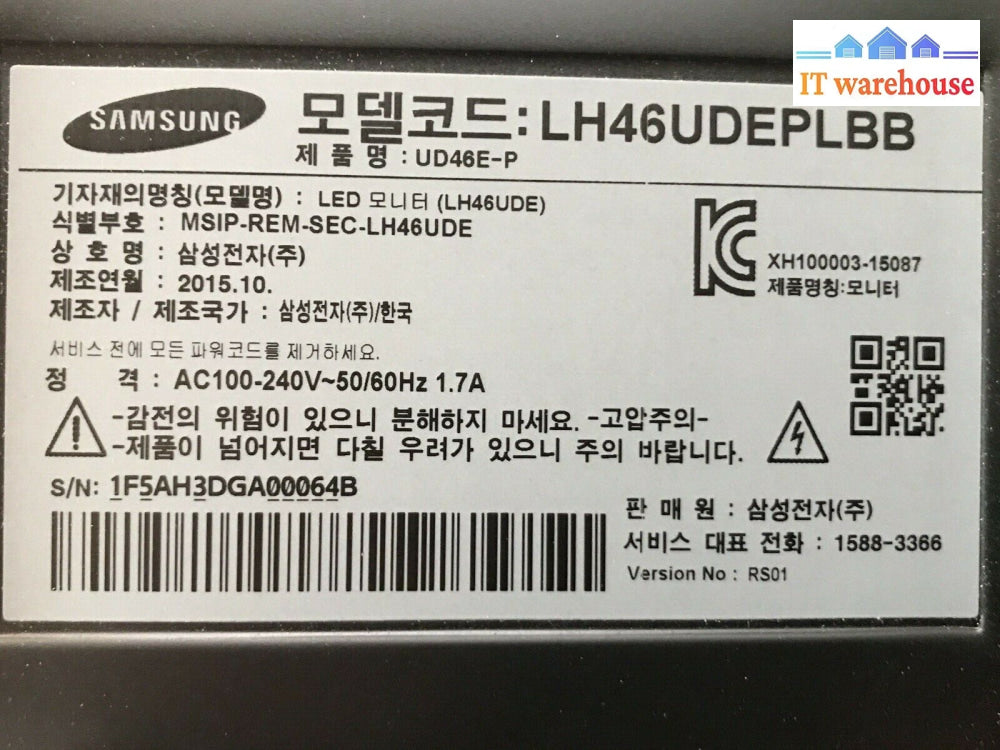 IT warehouse
SAMSUNG
모델코드: LH46UDEPLBB
제 품 명 : UD46E-P
기자재의명칭(모델명) : LED 모니터 (LH46UDE)
식별부호 : MSIP-REM-SEC-LH46UDE
상 호 명 : 삼성전자(주)
제조연월 : 2015.10.
제조자 / 제조국가 : 삼성전자(주)/한국
XH100003-15087
제품명칭:모니터
서비스 전에 모든 파워코드를 제거하세요.
정 격 : AC100-240V~50/60Hz 1.7A
-감전의 위험이 있으니 분해하지 마세요. -고압주의-
-제품이 넘어지면 다칠 우려가 있으니 주의 바랍니다.
S/N: 1F5AH3DGA00064B
판 매 원 : 삼성전자(주)
서비스 대표 전화 : 1588-3366
Version No : RS01